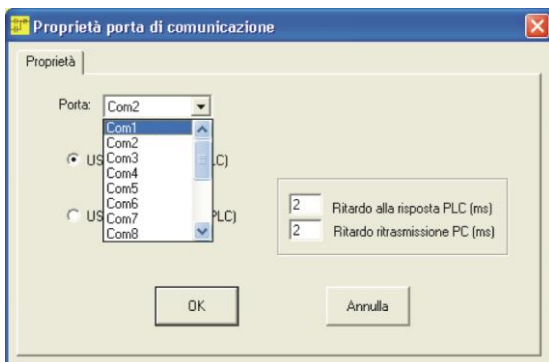 Proprietà porta di comunicazione
Proprietà
Porta: Com2
Com1
Com2
Com3
Com4
Com5
Com6
Com7
Com8
US LC)
US PLC)
2 Ritardo alla risposta PLC (ms)
2 Ritardo ritrasmissione PC (ms)
OK Annulla